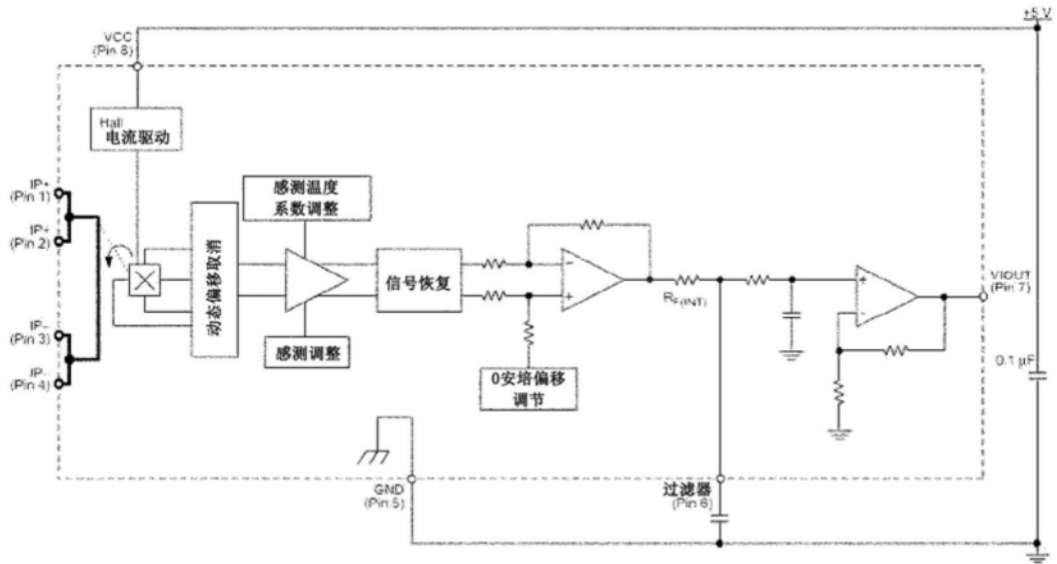 +5 V
VCC
(Pin 8)
Hall
电流驱动
IP+
(Pin 1)
IP+
(Pin 2)
IP−
(Pin 3)
IP−
(Pin 4)
动态偏移取消
感测温度
系数调整
感测调整
信号恢复
0安培偏移
调节
RF(INT)
VIOUT
(Pin 7)
0.1 µF
GND
(Pin 5)
过滤器
(Pin 6)